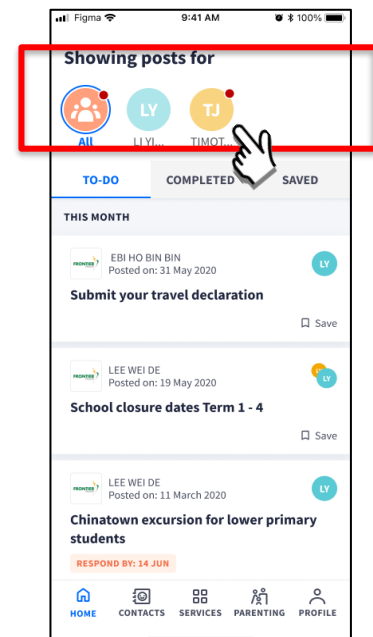 Figma 9:41 AM 100%
Showing posts for
LY TJ
All LI YI... TIMOT...
TO-DO COMPLETED SAVED
THIS MONTH
FRONTIER EBI HO BIN BIN LY
Posted on: 31 May 2020
Submit your travel declaration
Save
FRONTIER LEE WEI DE LY
Posted on: 19 May 2020
School closure dates Term 1 - 4
Save
FRONTIER LEE WEI DE LY
Posted on: 11 March 2020
Chinatown excursion for lower primary
students
RESPOND BY: 14 JUN
HOME CONTACTS SERVICES PARENTING PROFILE